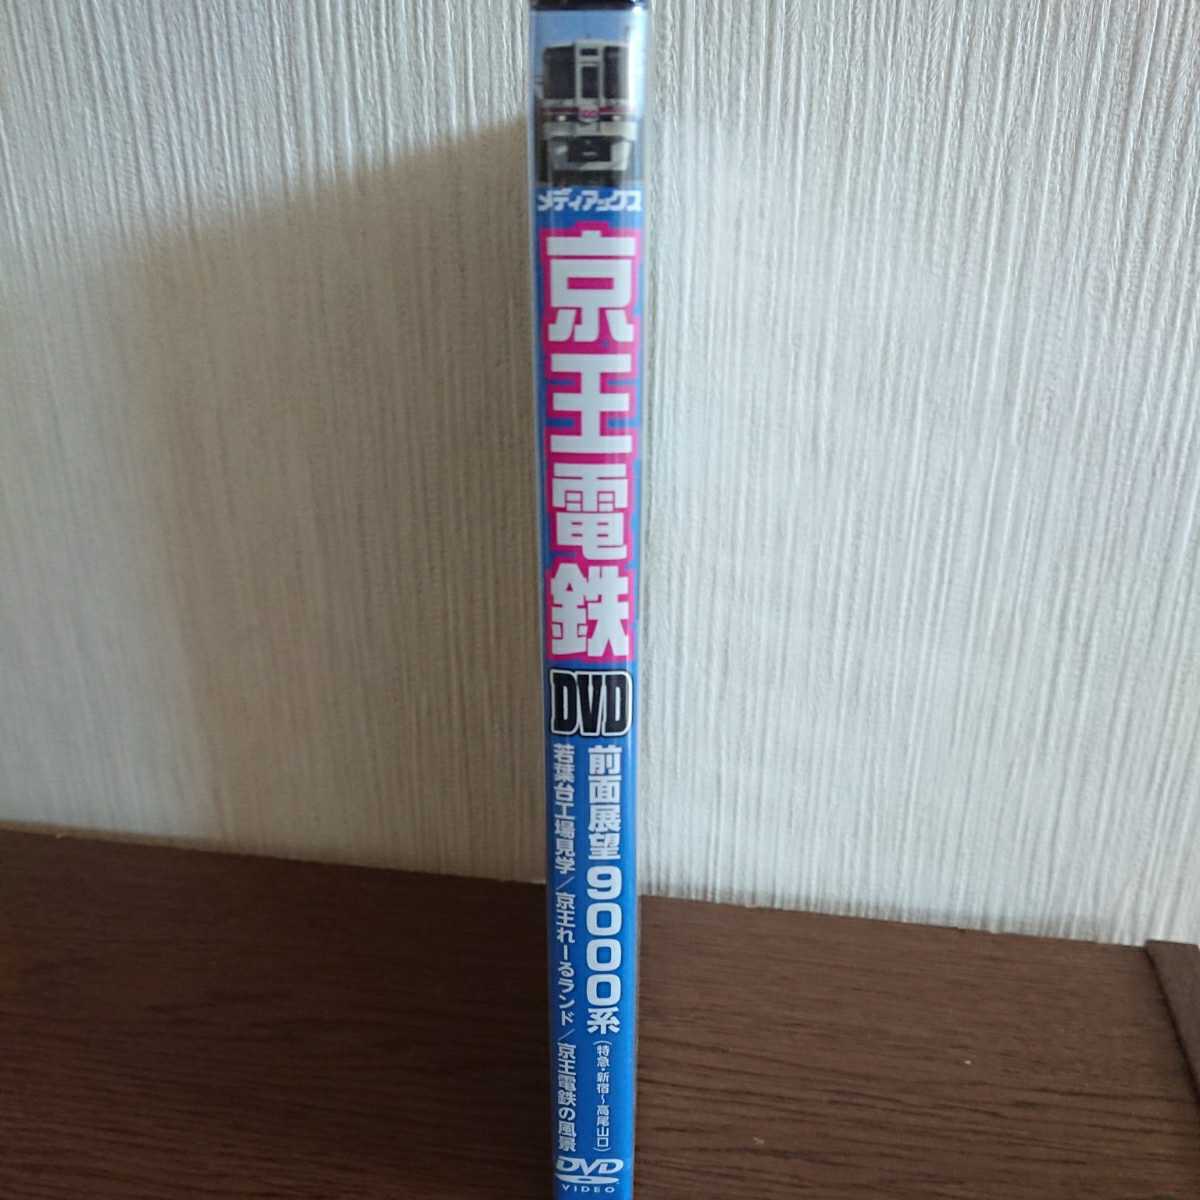 メディアックス
京王電鉄
DVD
前面展望9000系(特急・新宿～高尾山口)
若葉台工場見学/京王れーるランド/京王電鉄の風景
DVD
VIDEO